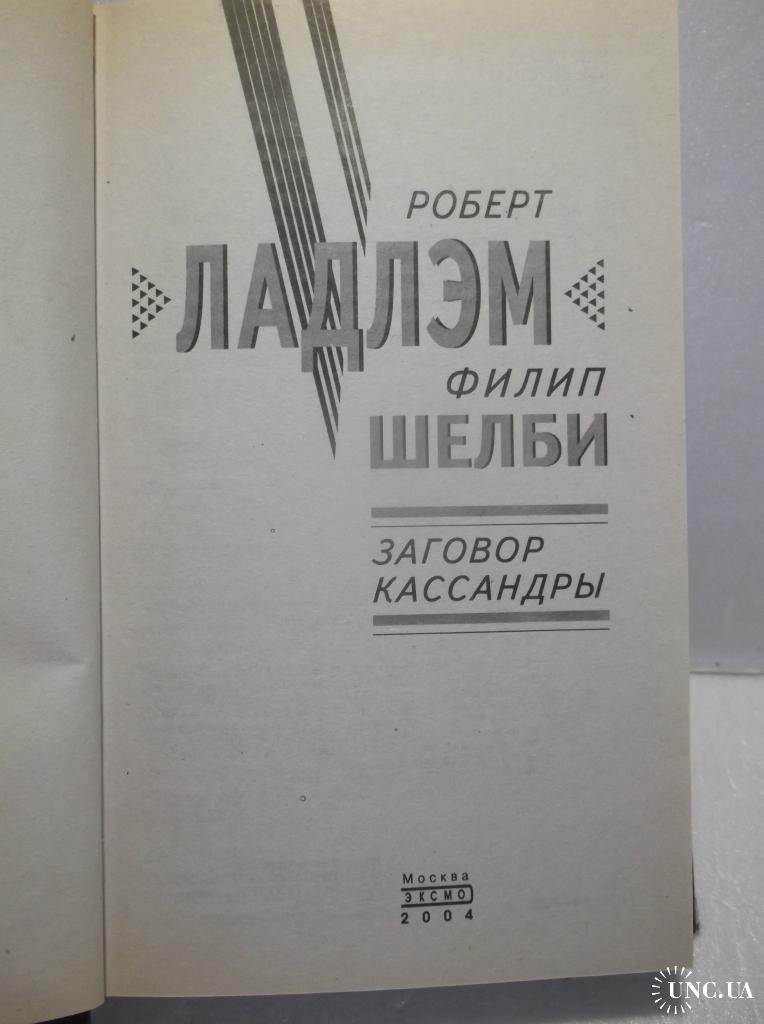 РОБЕРТ
ЛАДЛЭМ
ФИЛИП
ШЕЛБИ
ЗАГОВОР
КАССАНДРЫ
Москва
ЭКСМО
2004
UNC.UA